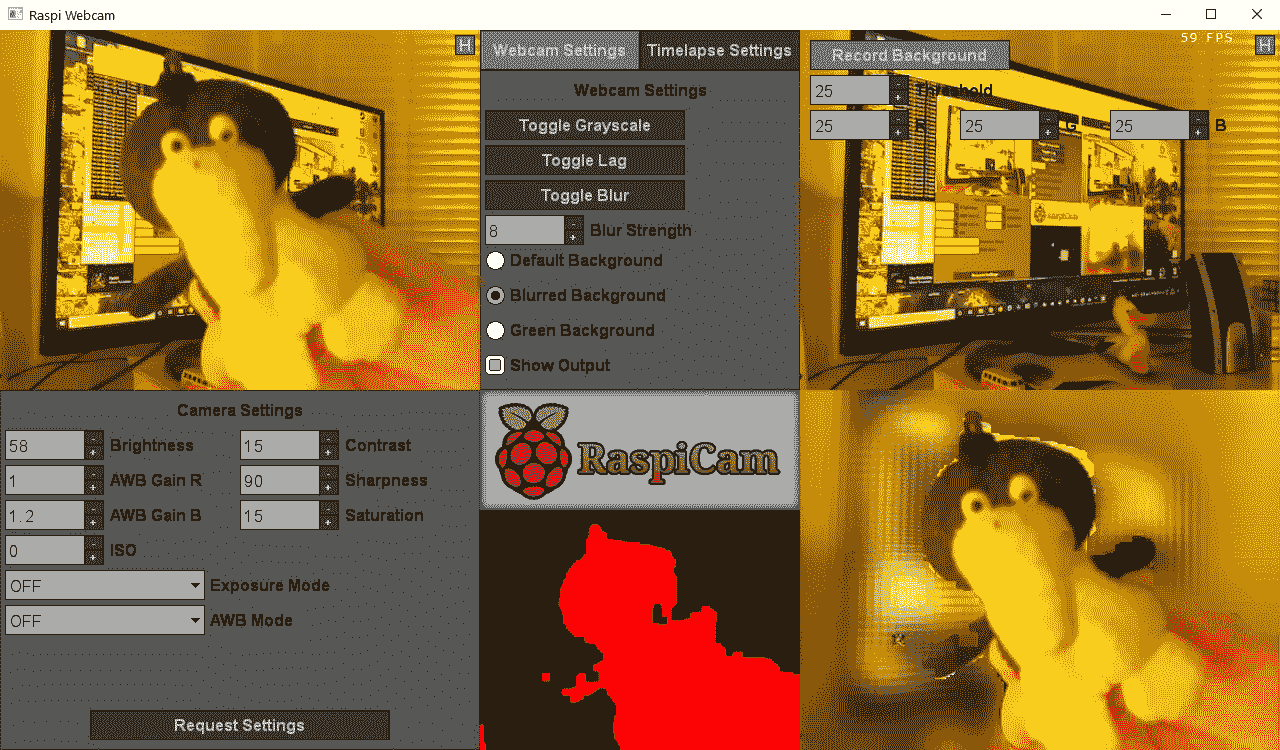 Raspi Webcam
H
Webcam Settings
Timelapse Settings
Webcam Settings
Toggle Grayscale
Toggle Lag
Toggle Blur
8 Blur Strength
Default Background
Blurred Background
Green Background
Show Output
59 FPS
H
Record Background
25 Threshold
25 R 25 G 25 B
Camera Settings
58 Brightness 15 Contrast
1 AWB Gain R 90 Sharpness
1.2 AWB Gain B 15 Saturation
0 ISO
OFF Exposure Mode
OFF AWB Mode
Request Settings
RaspiCam